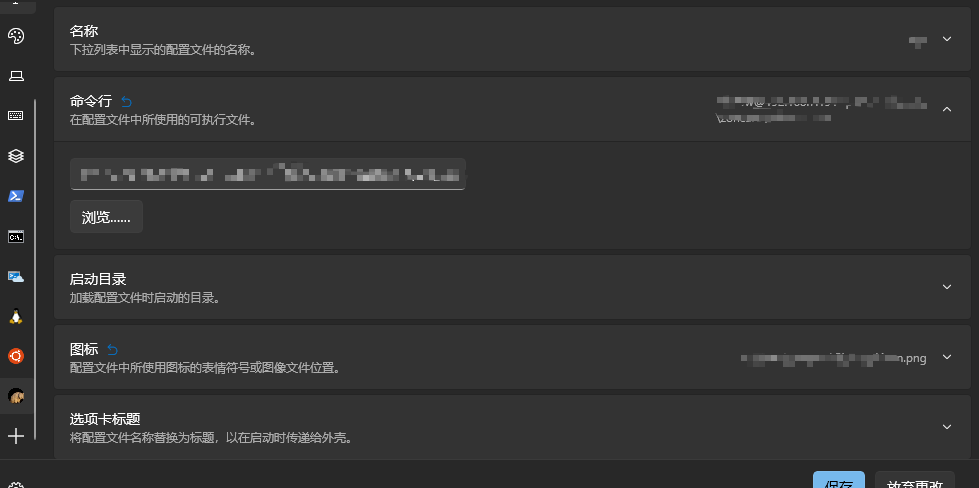 名称
下拉列表中显示的配置文件的名称。
命令行
在配置文件中所使用的可执行文件。
浏览......
启动目录
加载配置文件时启动的目录。
图标
配置文件中所使用图标的表情符号或图像文件位置。
n.png
选项卡标题
将配置文件名称替换为标题，以在启动时传递给外壳。
保存
放弃更改